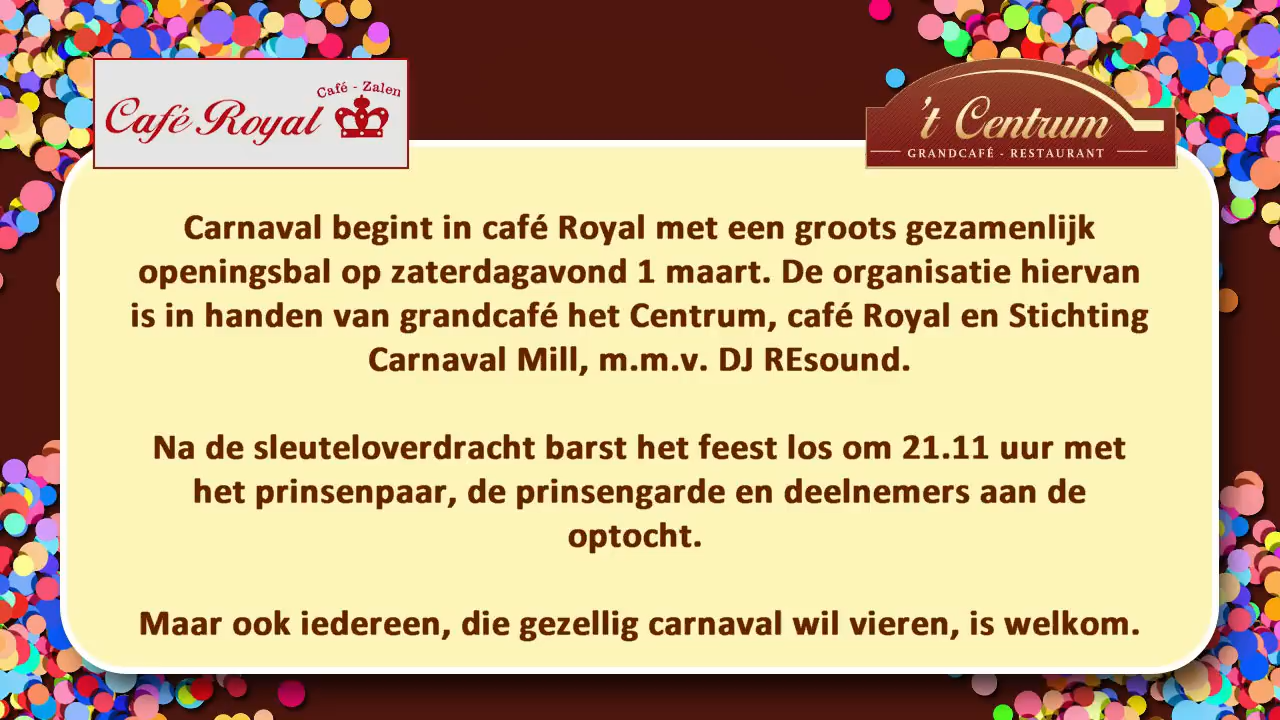 Café - Zalen
Café Royal
't Centrum
GRANDCAFÉ - RESTAURANT
Carnaval begint in café Royal met een groots gezamenlijk
openingsbal op zaterdagavond 1 maart. De organisatie hiervan
is in handen van grandcafé het Centrum, café Royal en Stichting
Carnaval Mill, m.m.v. DJ REsound.
Na de sleuteloverdracht barst het feest los om 21.11 uur met
het prinsenpaar, de prinsengarde en deelnemers aan de
optocht.
Maar ook iedereen, die gezellig carnaval wil vieren, is welkom.